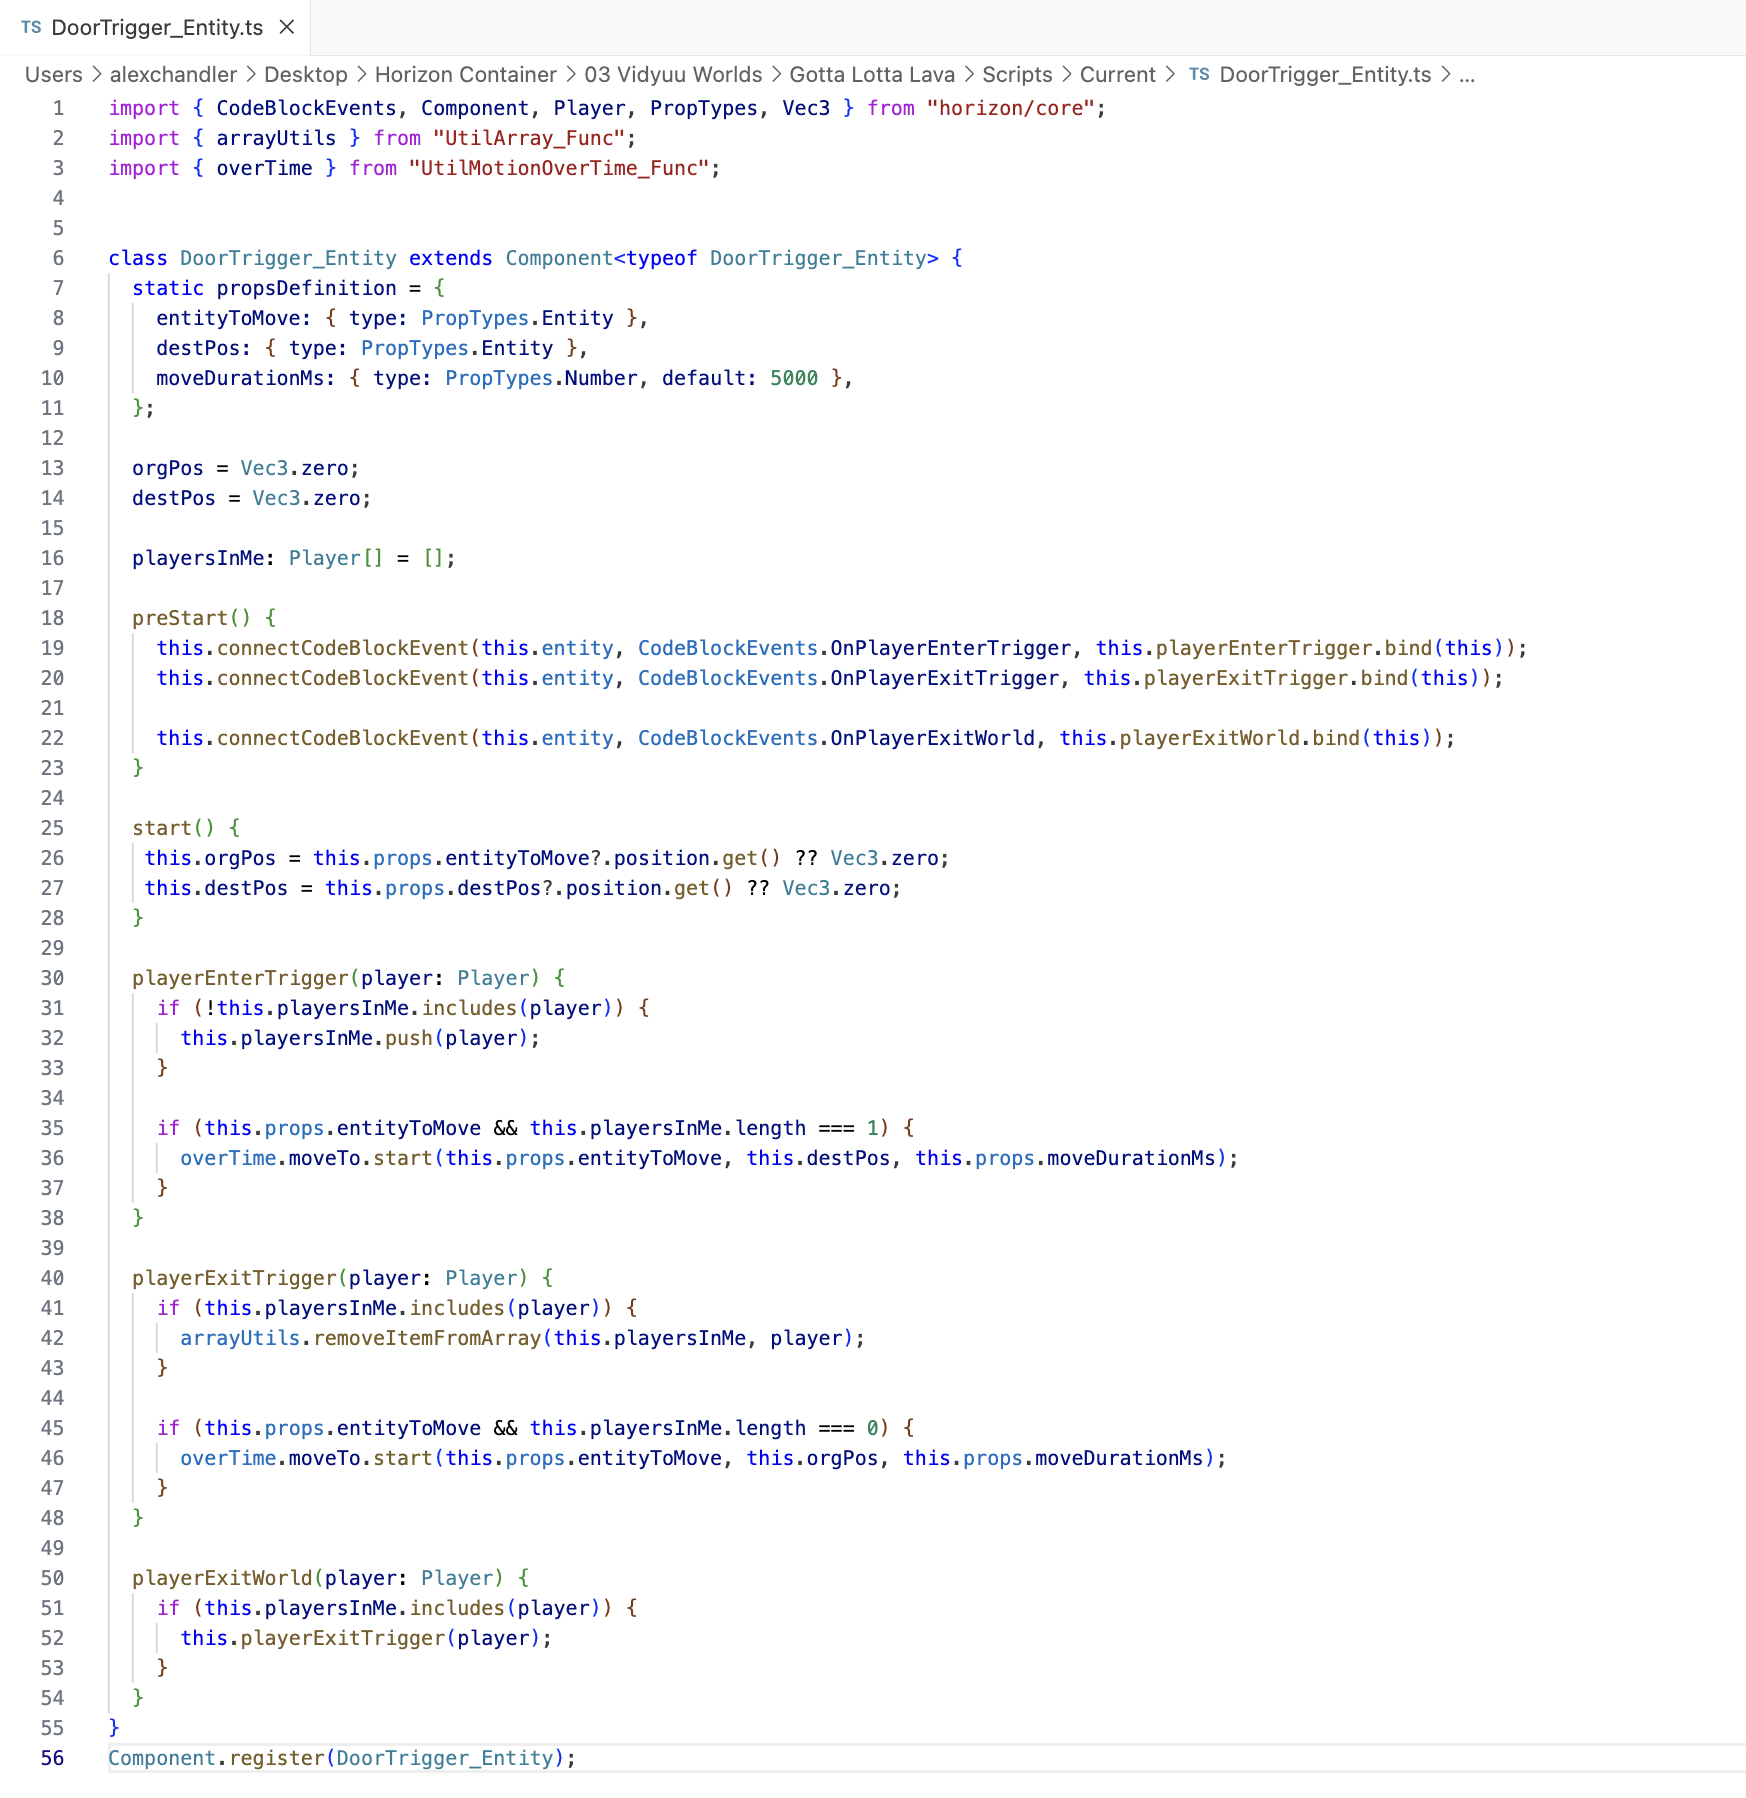 TS DoorTrigger_Entity.ts ×
Users > alexchandler > Desktop > Horizon Container > 03 Vidyuu Worlds > Gotta Lotta Lava > Scripts > Current > TS DoorTrigger_Entity.ts > ...
1 import { CodeBlockEvents, Component, Player, PropTypes, Vec3 } from "horizon/core";
2 import { arrayUtils } from "UtilArray_Func";
3 import { overTime } from "UtilMotionOverTime_Func";
4
5
6 class DoorTrigger_Entity extends Component<typeof DoorTrigger_Entity> {
7   static propsDefinition = {
8     entityToMove: { type: PropTypes.Entity },
9     destPos: { type: PropTypes.Entity },
10     moveDurationMs: { type: PropTypes.Number, default: 5000 },
11   };
12
13   orgPos = Vec3.zero;
14   destPos = Vec3.zero;
15
16   playersInMe: Player[] = [];
17
18   preStart() {
19     this.connectCodeBlockEvent(this.entity, CodeBlockEvents.OnPlayerEnterTrigger, this.playerEnterTrigger.bind(this));
20     this.connectCodeBlockEvent(this.entity, CodeBlockEvents.OnPlayerExitTrigger, this.playerExitTrigger.bind(this));
21
22     this.connectCodeBlockEvent(this.entity, CodeBlockEvents.OnPlayerExitWorld, this.playerExitWorld.bind(this));
23   }
24
25   start() {
26    this.orgPos = this.props.entityToMove?.position.get() ?? Vec3.zero;
27    this.destPos = this.props.destPos?.position.get() ?? Vec3.zero;
28   }
29
30   playerEnterTrigger(player: Player) {
31     if (!this.playersInMe.includes(player)) {
32       this.playersInMe.push(player);
33     }
34
35     if (this.props.entityToMove && this.playersInMe.length === 1) {
36       overTime.moveTo.start(this.props.entityToMove, this.destPos, this.props.moveDurationMs);
37     }
38   }
39
40   playerExitTrigger(player: Player) {
41     if (this.playersInMe.includes(player)) {
42       arrayUtils.removeItemFromArray(this.playersInMe, player);
43     }
44
45     if (this.props.entityToMove && this.playersInMe.length === 0) {
46       overTime.moveTo.start(this.props.entityToMove, this.orgPos, this.props.moveDurationMs);
47     }
48   }
49
50   playerExitWorld(player: Player) {
51     if (this.playersInMe.includes(player)) {
52       this.playerExitTrigger(player);
53     }
54   }
55 }
56 Component.register(DoorTrigger_Entity);